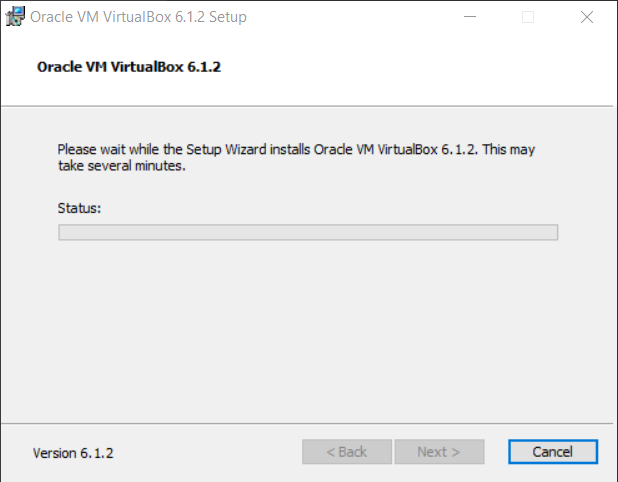 Oracle VM VirtualBox 6.1.2 Setup
Oracle VM VirtualBox 6.1.2
Please wait while the Setup Wizard installs Oracle VM VirtualBox 6.1.2. This may
take several minutes.
Status:
Version 6.1.2
< Back
Next >
Cancel